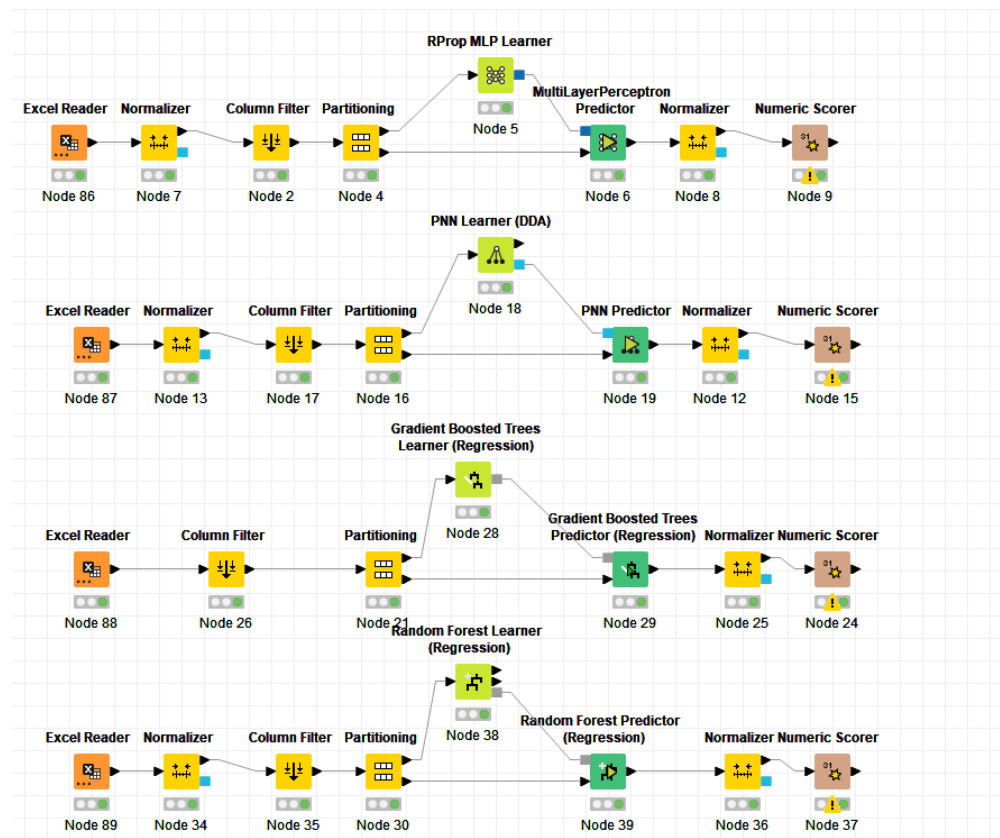 RProp MLP Learner
Node 5
Excel Reader Normalizer Column Filter Partitioning MultiLayerPerceptron
Predictor Normalizer Numeric Scorer
Node 86 Node 7 Node 2 Node 4 Node 6 Node 8 Node 9
PNN Learner (DDA)
Node 18
Excel Reader Normalizer Column Filter Partitioning PNN Predictor Normalizer Numeric Scorer
Node 87 Node 13 Node 17 Node 16 Node 19 Node 12 Node 15
Gradient Boosted Trees
Learner (Regression)
Node 28
Gradient Boosted Trees
Excel Reader Column Filter Partitioning Predictor (Regression) Normalizer Numeric Scorer
Node 88 Node 26 Node 21 Node 29 Node 25 Node 24
Random Forest Learner
(Regression)
Node 38
Random Forest Predictor
Excel Reader Normalizer Column Filter Partitioning (Regression) Normalizer Numeric Scorer
Node 89 Node 34 Node 35 Node 30 Node 39 Node 36 Node 37